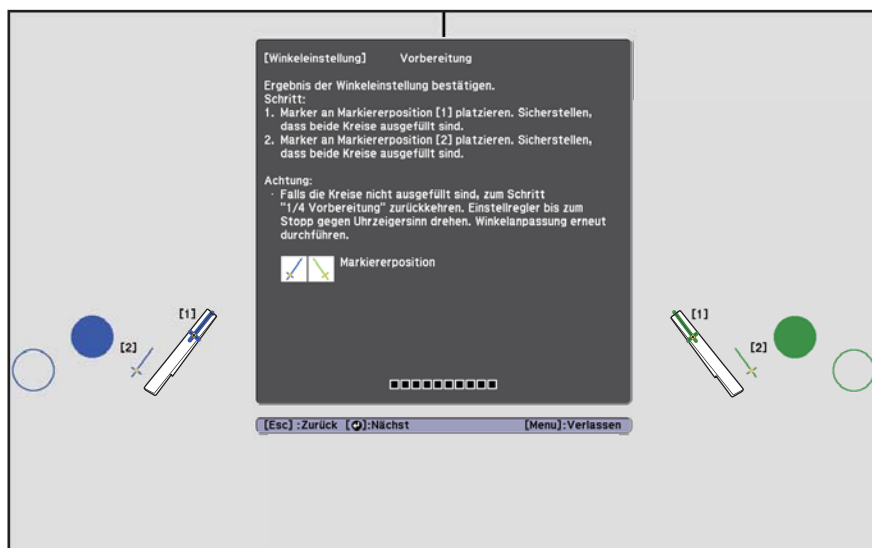 [Winkeleinstellung] Vorbereitung
Ergebnis der Winkeleinstellung bestätigen.
Schritt:
1. Marker an Markiererposition [1] platzieren. Sicherstellen,
dass beide Kreise ausgefüllt sind.
2. Marker an Markiererposition [2] platzieren. Sicherstellen,
dass beide Kreise ausgefüllt sind.
Achtung:
· Falls die Kreise nicht ausgefüllt sind, zum Schritt
"1/4 Vorbereitung" zurückkehren. Einstellregler bis zum
Stopp gegen Uhrzeigersinn drehen. Winkelanpassung erneut
durchführen.
Markiererposition
[1]
[2]
[1]
[2]
[Esc] :Zurück [⏎]:Nächst [Menu]:Verlassen